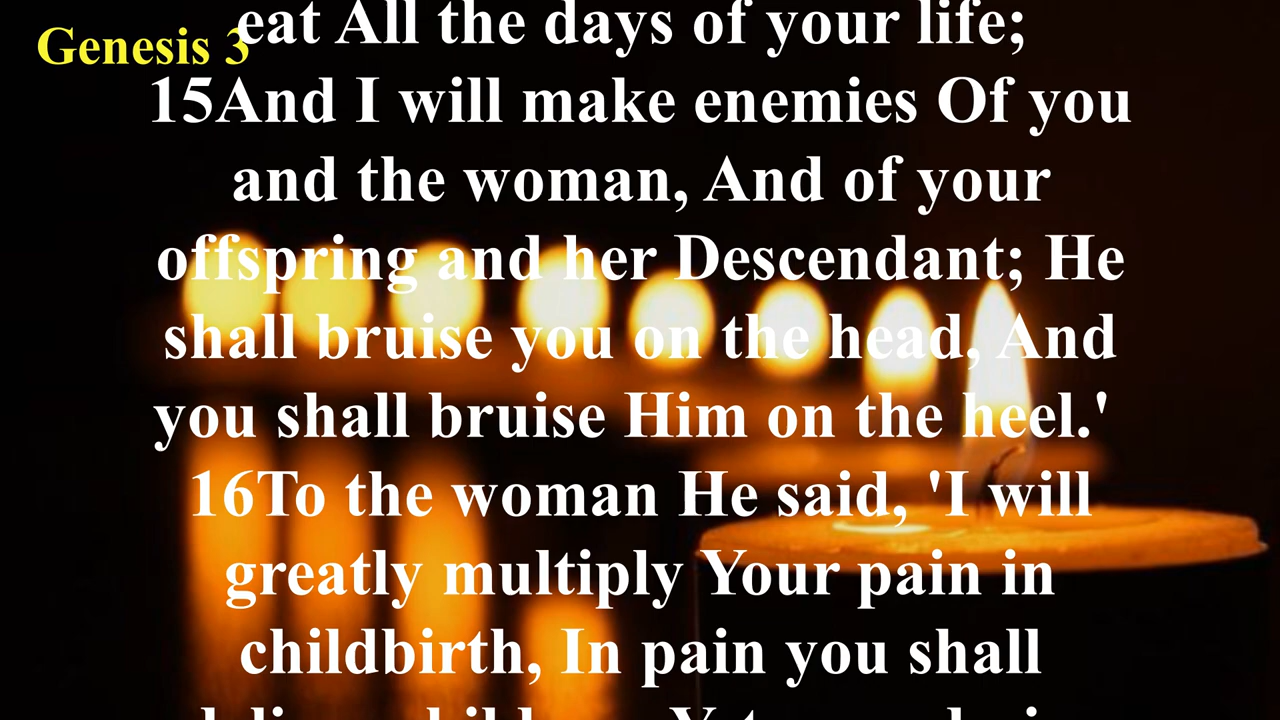 Genesis 3
eat All the days of your life;
15And I will make enemies Of you
and the woman, And of your
offspring and her Descendant; He
shall bruise you on the head, And
you shall bruise Him on the heel.'
16To the woman He said, 'I will
greatly multiply Your pain in
childbirth, In pain you shall